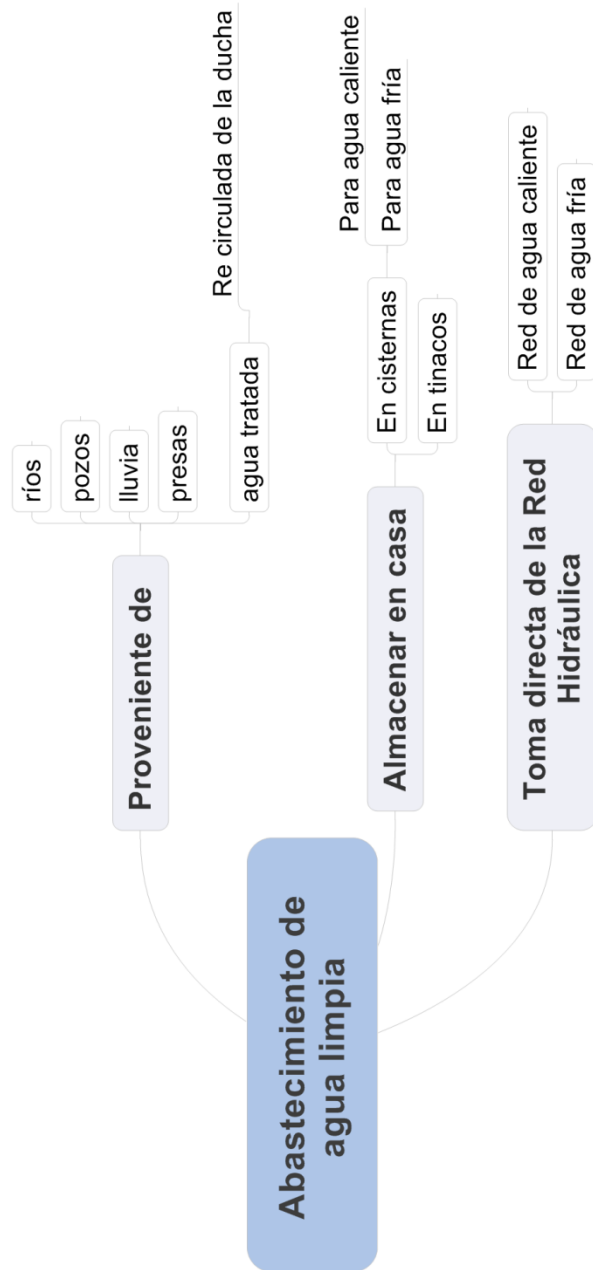 Abastecimiento de
agua limpia
Proveniente de
ríos
pozos
lluvia
presas
agua tratada
Re circulada de la ducha
Almacenar en casa
En cisternas
Para agua caliente
Para agua fría
En tinacos
Toma directa de la Red
Hidráulica
Red de agua caliente
Red de agua fría